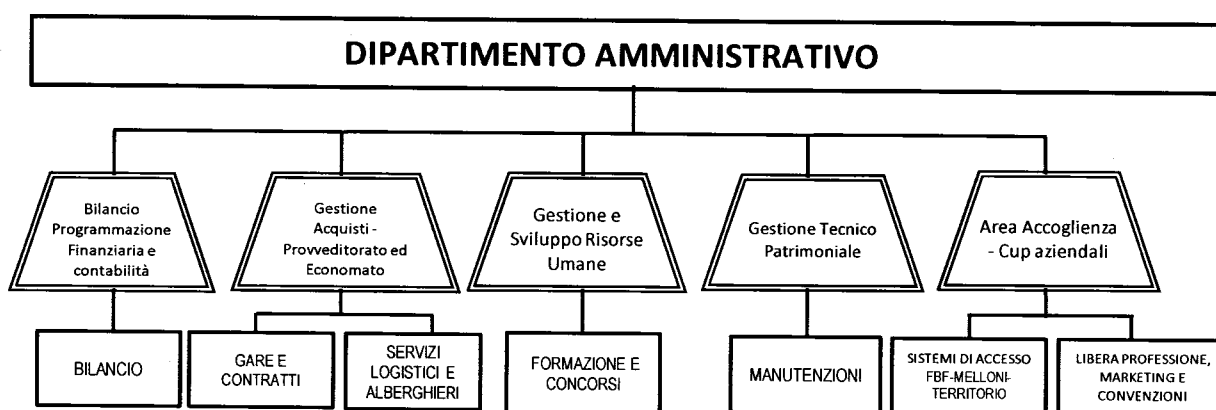 DIPARTIMENTO AMMINISTRATIVO
Bilancio
Programmazione
Finanziaria e
contabilità
Gestione
Acquisti -
Provveditorato ed
Economato
Gestione e
Sviluppo Risorse
Umane
Gestione Tecnico
Patrimoniale
Area Accoglienza
- Cup aziendali
BILANCIO
GARE E
CONTRATTI
SERVIZI
LOGISTICI E
ALBERGHIERI
FORMAZIONE E
CONCORSI
MANUTENZIONI
SISTEMI DI ACCESSO
FBF-MELLONI-
TERRITORIO
LIBERA PROFESSIONE,
MARKETING E
CONVENZIONI